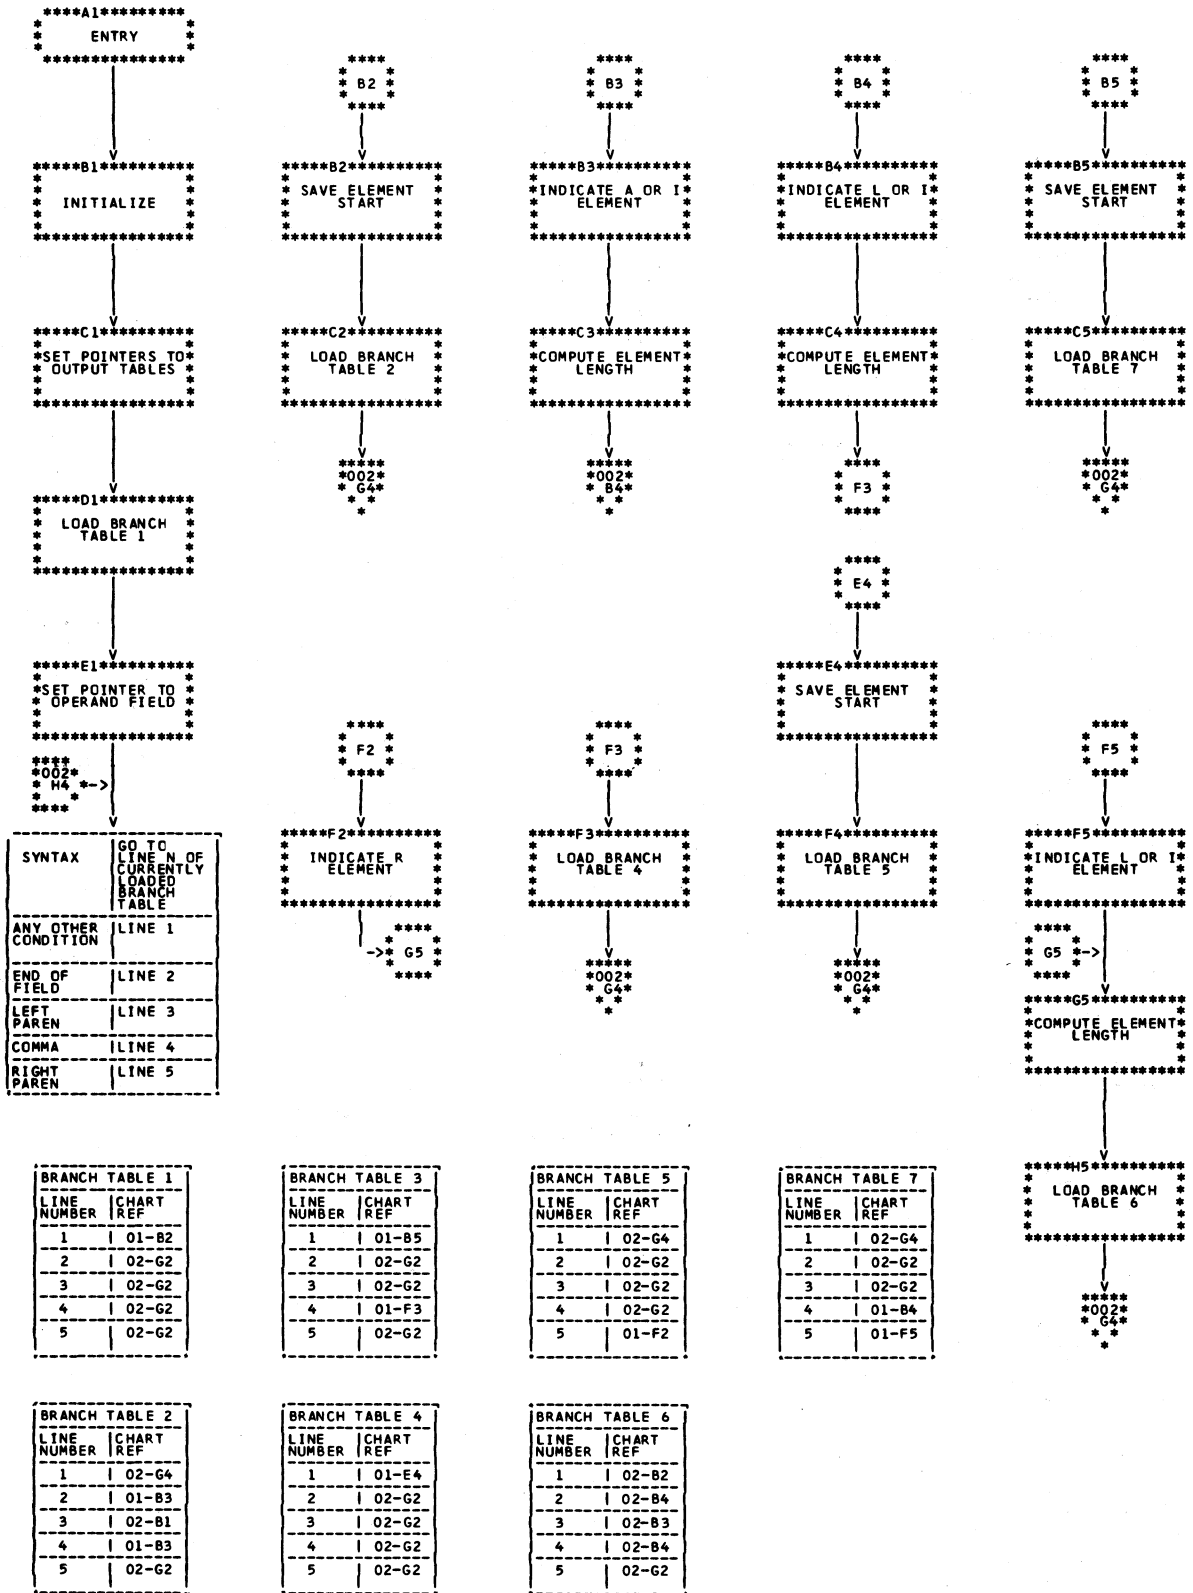 ****A1*********
ENTRY
B2
B3
B4
B5
*****B1**********
INITIALIZE
*****B2**********
SAVE ELEMENT
START
*****B3**********
*INDICATE A OR I*
ELEMENT
*****B4**********
*INDICATE L OR I*
ELEMENT
*****B5**********
SAVE ELEMENT
START
*****C1**********
*SET POINTERS TO*
OUTPUT TABLES
*****C2**********
LOAD BRANCH
TABLE 2
*****C3**********
*COMPUTE ELEMENT*
LENGTH
*****C4**********
*COMPUTE ELEMENT*
LENGTH
*****C5**********
LOAD BRANCH
TABLE 7
*002*
* G4*
*002*
* B4*
F3
*002*
* G4*
*****D1**********
LOAD BRANCH
TABLE 1
E4
*****E1**********
*SET POINTER TO *
* OPERAND FIELD *
*****E4**********
SAVE ELEMENT
START
*002*
* H4 *->
F2
F3
F5
SYNTAX
GO TO
LINE N OF
CURRENTLY
LOADED
BRANCH
TABLE
ANY OTHER
CONDITION
LINE 1
END OF
FIELD
LINE 2
LEFT
PAREN
LINE 3
COMMA
LINE 4
RIGHT
PAREN
LINE 5
*****F2**********
INDICATE R
ELEMENT
->* G5 *
*****F3**********
LOAD BRANCH
TABLE 4
*002*
* G4*
*****F4**********
LOAD BRANCH
TABLE 5
*002*
* G4*
*****F5**********
*INDICATE L OR I*
ELEMENT
* G5 *->
*****G5**********
*COMPUTE ELEMENT*
LENGTH
*****H5**********
LOAD BRANCH
TABLE 6
*002*
* G4*
BRANCH TABLE 1
LINE
NUMBER
CHART
REF
1 | 01-B2
2 | 02-G2
3 | 02-G2
4 | 01-F3
5 | 02-G2
BRANCH TABLE 3
LINE
NUMBER
CHART
REF
1 | 01-B5
2 | 02-G2
3 | 02-G2
4 | 01-F3
5 | 02-G2
BRANCH TABLE 5
LINE
NUMBER
CHART
REF
1 | 02-G4
2 | 02-G2
3 | 02-G2
4 | 02-G2
5 | 01-F2
BRANCH TABLE 7
LINE
NUMBER
CHART
REF
1 | 02-G4
2 | 02-G2
3 | 02-G2
4 | 01-B4
5 | 01-F5
BRANCH TABLE 2
LINE
NUMBER
CHART
REF
1 | 02-G4
2 | 01-B3
3 | 02-B1
4 | 01-B3
5 | 02-G2
BRANCH TABLE 4
LINE
NUMBER
CHART
REF
1 | 01-E4
2 | 02-G2
3 | 02-G2
4 | 02-G2
5 | 02-G2
BRANCH TABLE 6
LINE
NUMBER
CHART
REF
1 | 02-B2
2 | 02-B4
3 | 02-B3
4 | 02-B4
5 | 02-G2